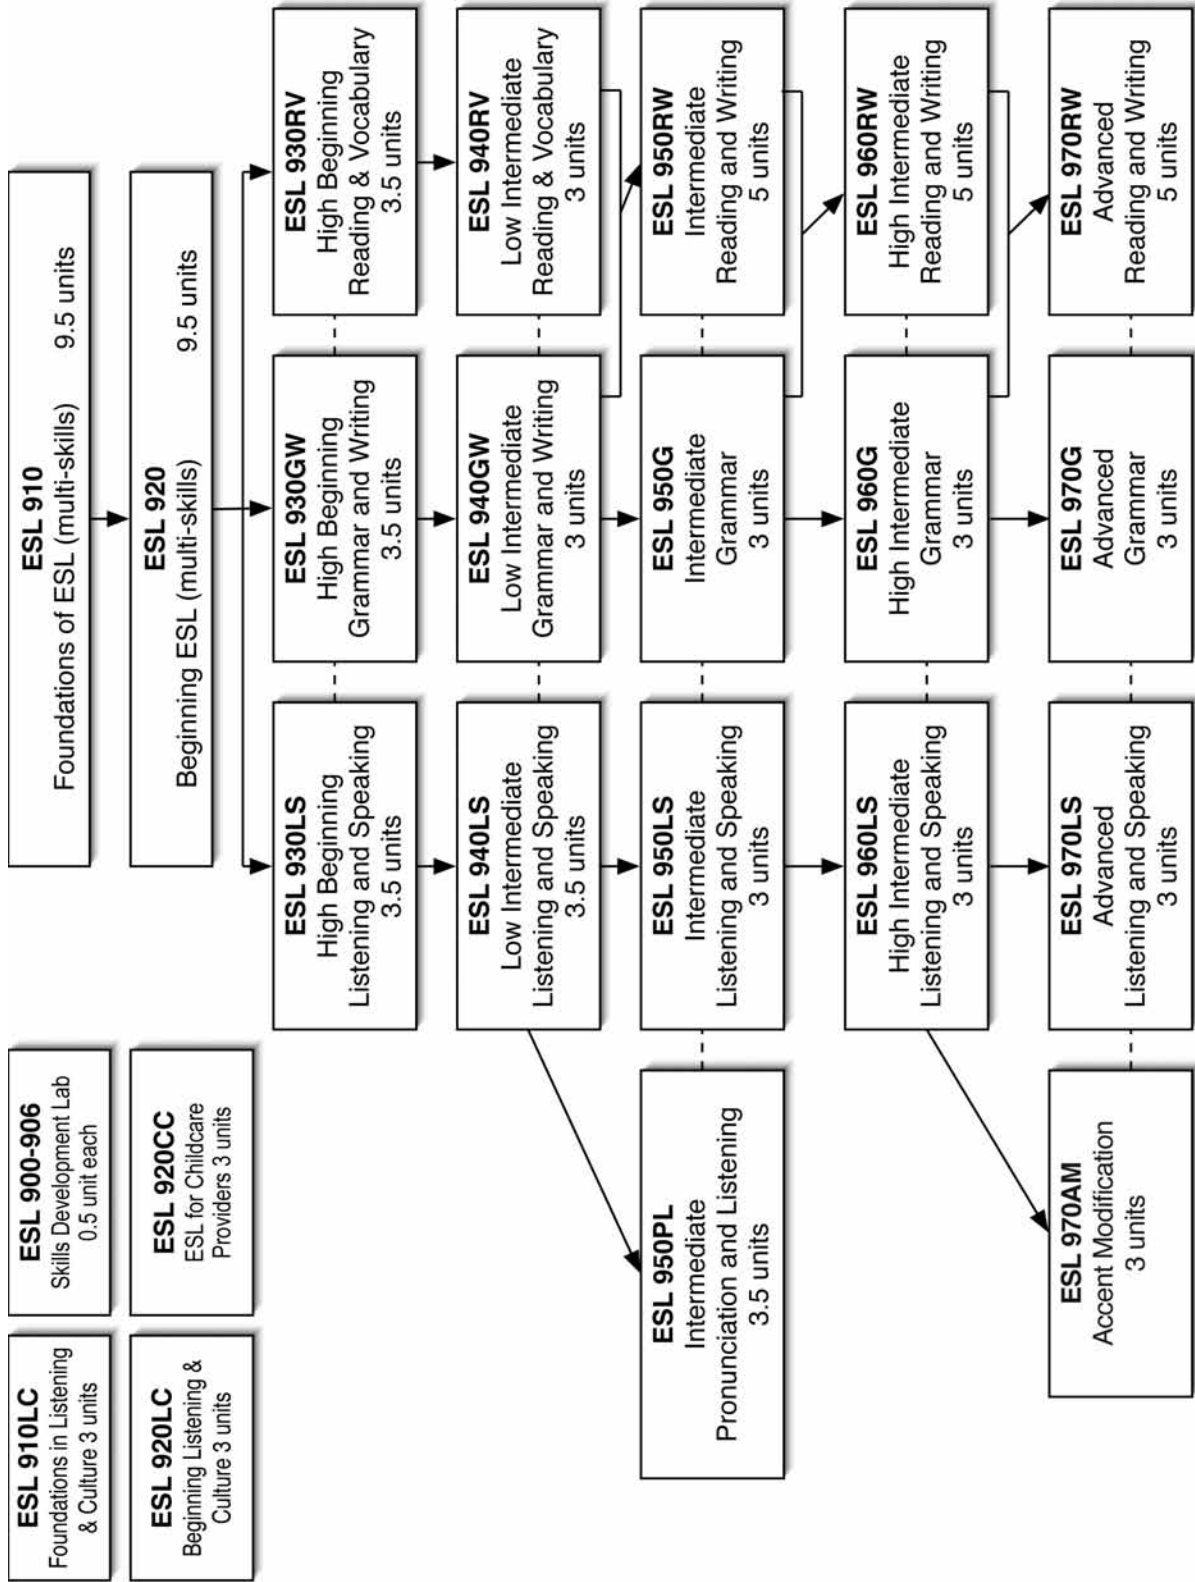 ESL 910LC
Foundations in Listening
& Culture 3 units
ESL 900-906
Skills Development Lab
0.5 unit each
ESL 910
Foundations of ESL (multi-skills) 9.5 units
ESL 920LC
Beginning Listening &
Culture 3 units
ESL 920CC
ESL for Childcare
Providers 3 units
ESL 920
Beginning ESL (multi-skills) 9.5 units
ESL 930LS
High Beginning
Listening and Speaking
3.5 units
ESL 930GW
High Beginning
Grammar and Writing
3.5 units
ESL 930RV
High Beginning
Reading & Vocabulary
3.5 units
ESL 940LS
Low Intermediate
Listening and Speaking
3.5 units
ESL 940GW
Low Intermediate
Grammar and Writing
3 units
ESL 940RV
Low Intermediate
Reading & Vocabulary
3 units
ESL 950PL
Intermediate
Pronunciation and Listening
3.5 units
ESL 950LS
Intermediate
Listening and Speaking
3 units
ESL 950G
Intermediate
Grammar
3 units
ESL 950RW
Intermediate
Reading and Writing
5 units
ESL 960LS
High Intermediate
Listening and Speaking
3 units
ESL 960G
High Intermediate
Grammar
3 units
ESL 960RW
High Intermediate
Reading and Writing
5 units
ESL 970AM
Accent Modification
3 units
ESL 970LS
Advanced
Listening and Speaking
3 units
ESL 970G
Advanced
Grammar
3 units
ESL 970RW
Advanced
Reading and Writing
5 units